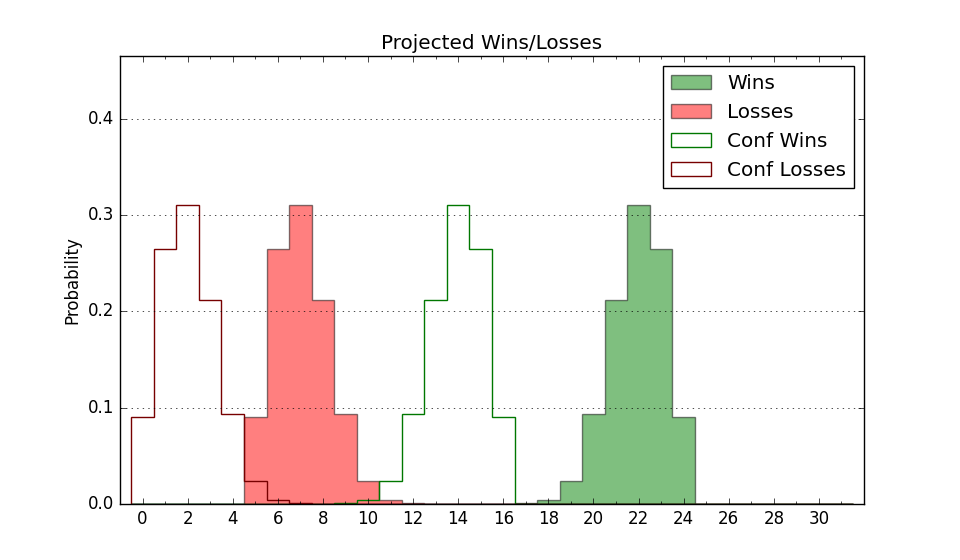 Projected Wins/Losses
Wins
Losses
Conf Wins
Conf Losses
Probability
0.4
0.3
0.2
0.1
0.0
0 2 4 6 8 10 12 14 16 18 20 22 24 26 28 30